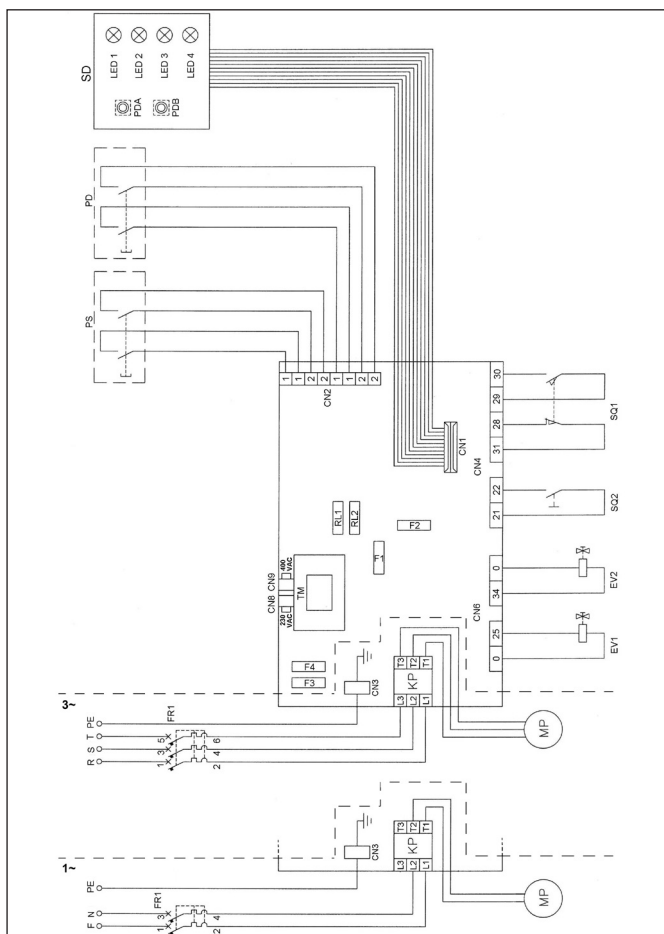 SD
LED 1
LED 2
LED 3
LED 4
PDA
PDB
PD
PS
1
1
2
2
1
1
2
2
CN2
CN1
CN4
30
29
28
31
22
21
0
34
25
0
CN6
SQ1
SQ2
EV2
EV1
RL1
RL2
F2
F1
CN8 CN9
230 VAC
400 VAC
TM
F4
F3
CN3
KP
T3
T2
T1
L3
L2
L1
MP
3~
PE
T
S
R
FR1
5
3
1
6
4
2
1~
PE
N
F
FR1
3
1
4
2
CN3
KP
T3
T2
T1
L3
L2
L1
MP